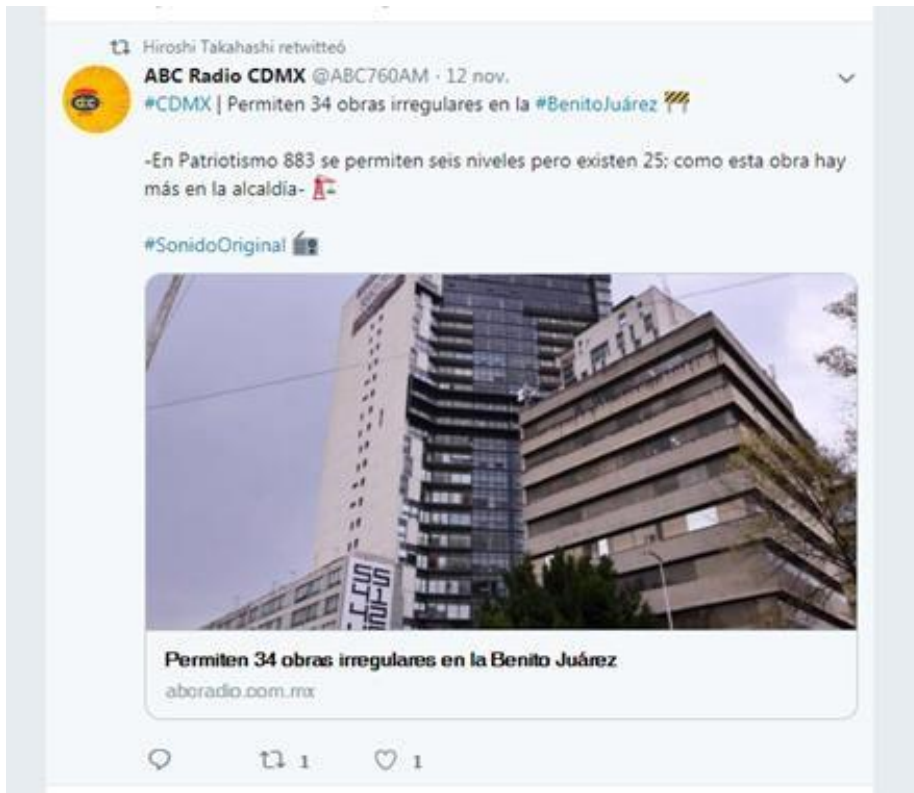 Hiroshi Takahashi retwitteó
ABC Radio CDMX @ABC760AM · 12 nov.
#CDMX | Permiten 34 obras irregulares en la #BenitoJuárez
-En Patriotismo 883 se permiten seis niveles pero existen 25: como esta obra hay
más en la alcaldía-
#SonidoOriginal
Permiten 34 obras irregulares en la Benito Juárez
abcradio.com.mx
1 1